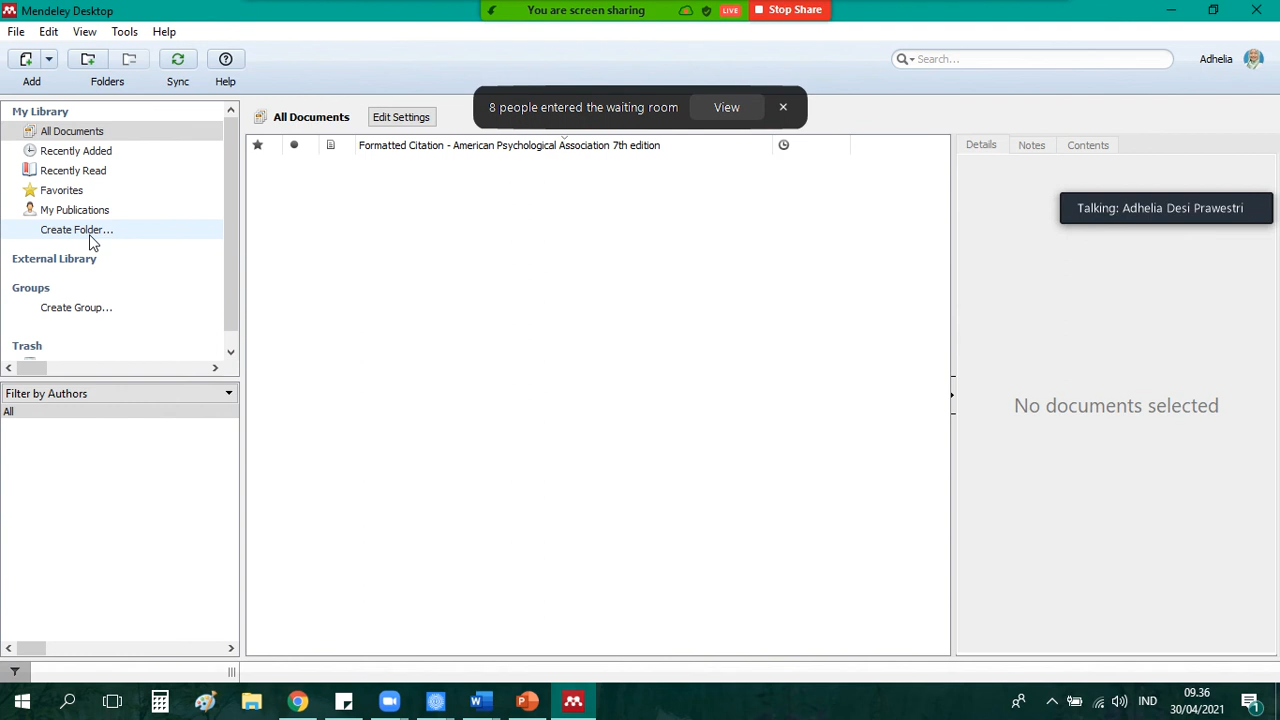 Mendeley Desktop
You are screen sharing
LIVE
Stop Share
File Edit View Tools Help
Search...
Adhelia
Add Folders Sync Help
8 people entered the waiting room View
My Library
All Documents
Recently Added
Recently Read
Favorites
My Publications
Create Folder...
External Library
Groups
Create Group...
Trash
Filter by Authors
All
All Documents Edit Settings
Formatted Citation - American Psychological Association 7th edition
Details Notes Contents
Talking: Adhelia Desi Prawestri
No documents selected
IND
09.36
30/04/2021
1